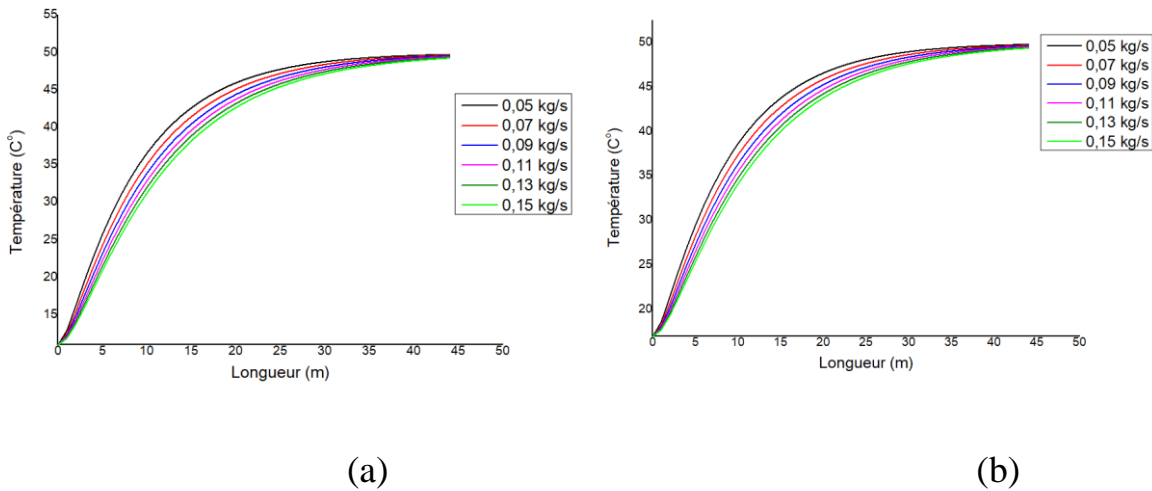 55
50
45
40
35
30
25
20
15
0 5 10 15 20 25 30 35 40 45 50
Température (C°)
Longueur (m)
0,05 kg/s
0,07 kg/s
0,09 kg/s
0,11 kg/s
0,13 kg/s
0,15 kg/s
(a)
50
45
40
35
30
25
20
0 5 10 15 20 25 30 35 40 45 50
Température (C°)
Longueur (m)
0,05 kg/s
0,07 kg/s
0,09 kg/s
0,11 kg/s
0,13 kg/s
0,15 kg/s
(b)